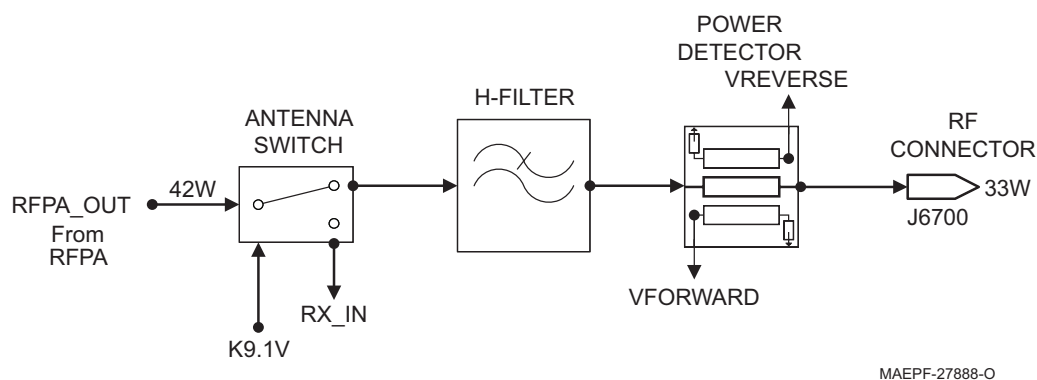 POWER
DETECTOR
VREVERSE
H-FILTER
ANTENNA
SWITCH
RF
CONNECTOR
42W
RFPA_OUT
From
RFPA
33W
J6700
VFORWARD
RX_IN
K9.1V
MAEPF-27888-O